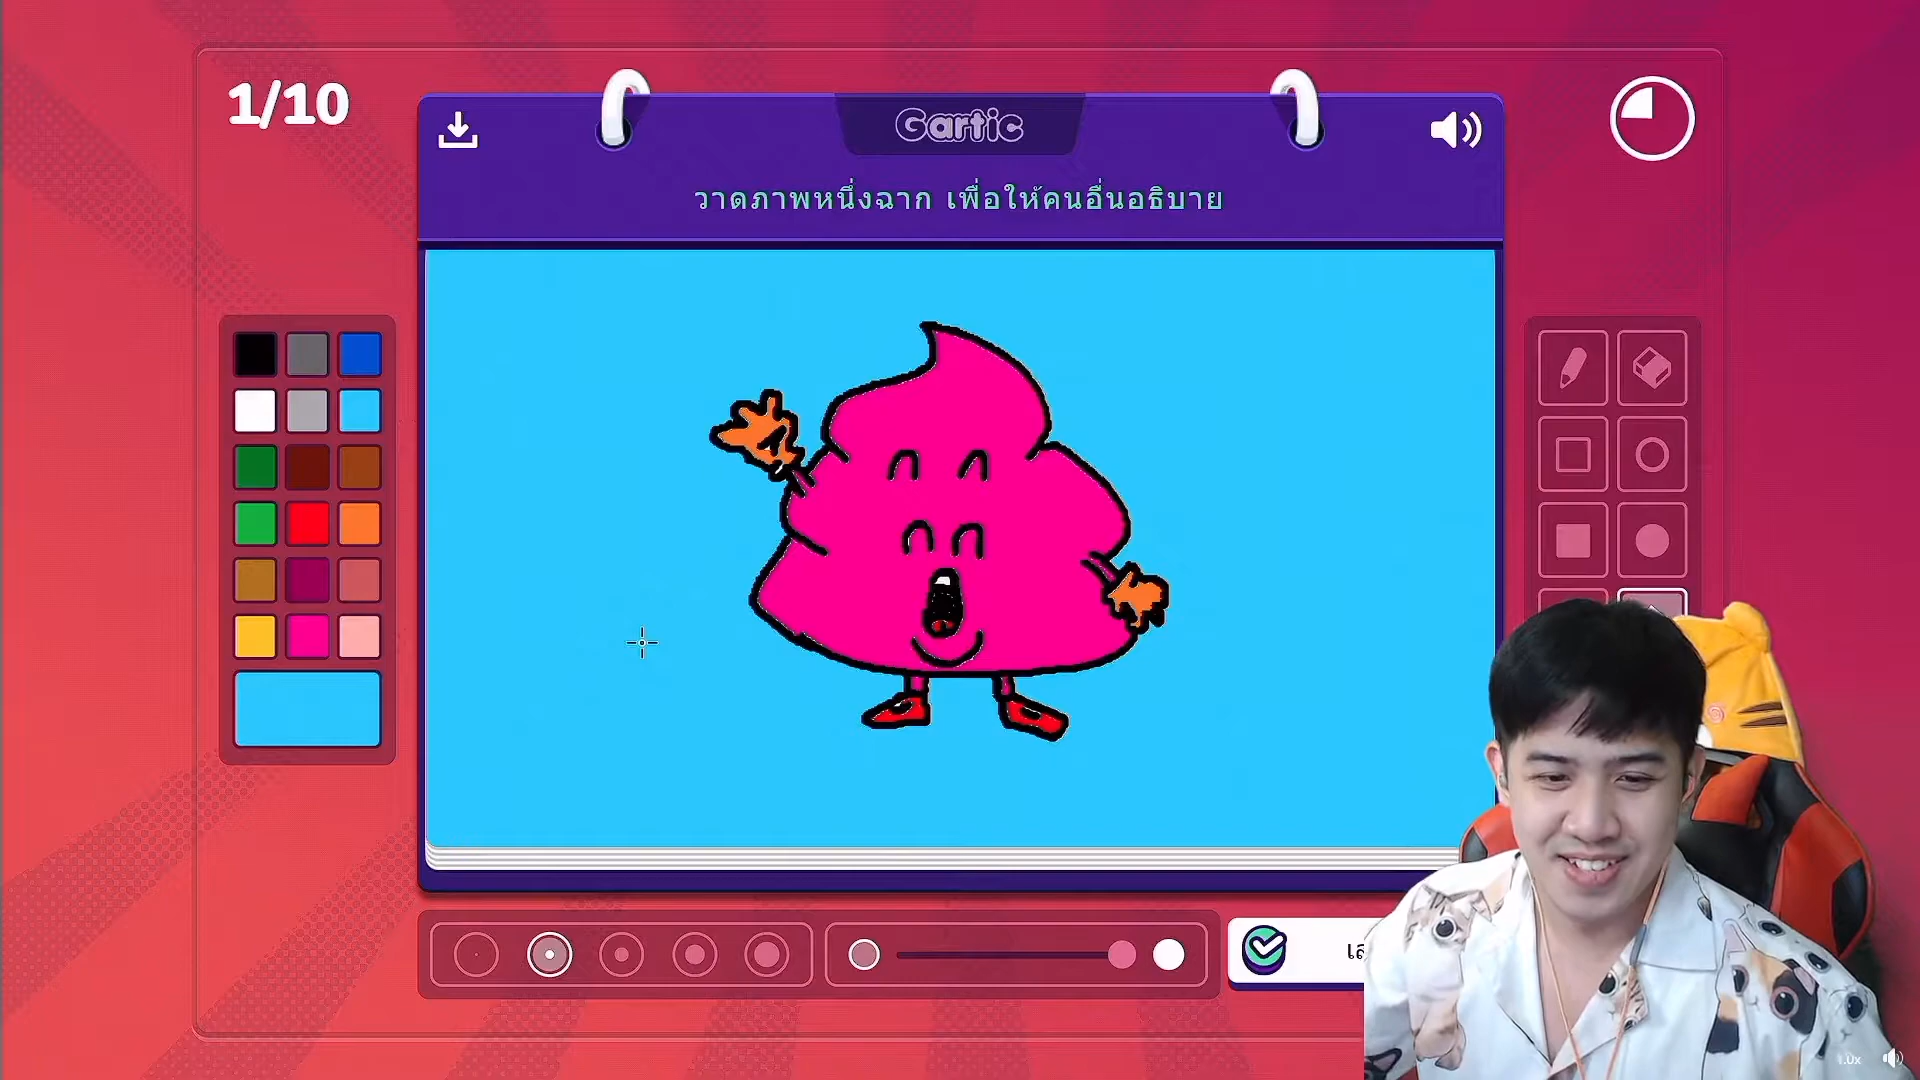 1/10
Gartic
วาดภาพหนึ่งฉาก เพื่อให้คนอื่นอธิบาย